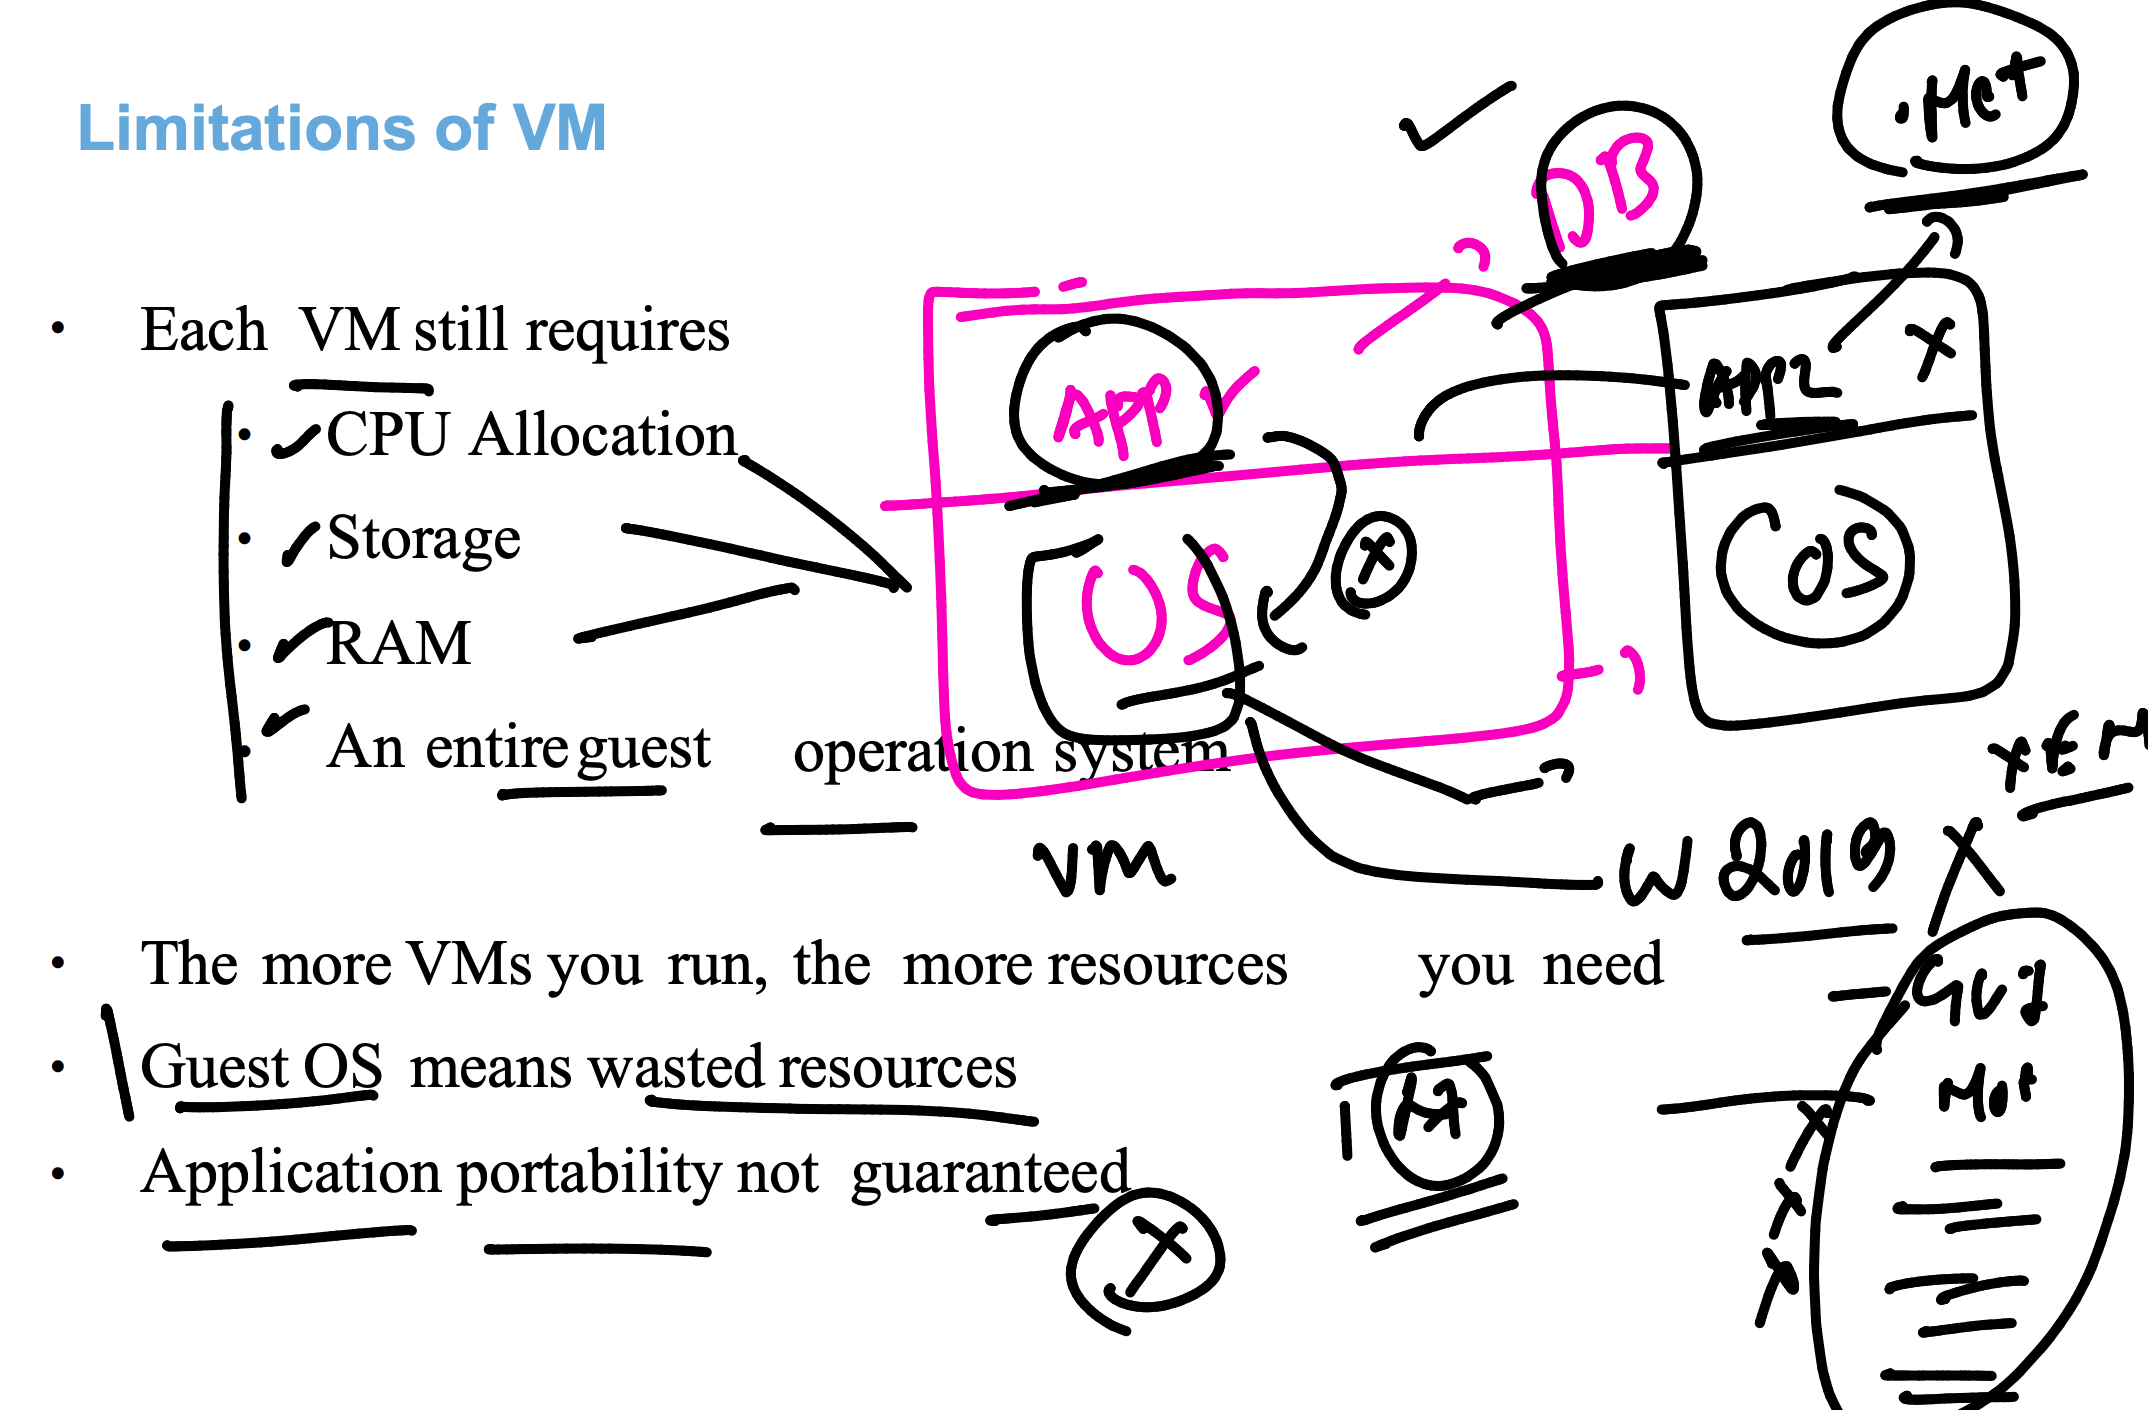 Limitations of VM
.Net
DB
• Each VM still requires
APP
APP2
• CPU Allocation
• Storage
OS
OS
• RAM
• An entire guest operation system
VM
W 2019
• The more VMs you run, the more resources you need
GUI
• Guest OS means wasted resources
• Application portability not guaranteed